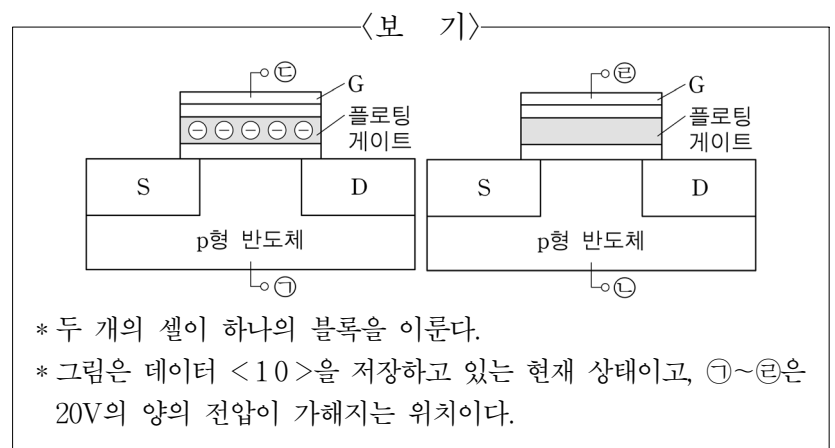 〈보 기〉
㉢
G
플로팅
게이트
S
D
p형 반도체
㉠
㉣
G
플로팅
게이트
S
D
p형 반도체
㉡
* 두 개의 셀이 하나의 블록을 이룬다.
* 그림은 데이터 <10>을 저장하고 있는 현재 상태이고, ㉠~㉣은
20V의 양의 전압이 가해지는 위치이다.